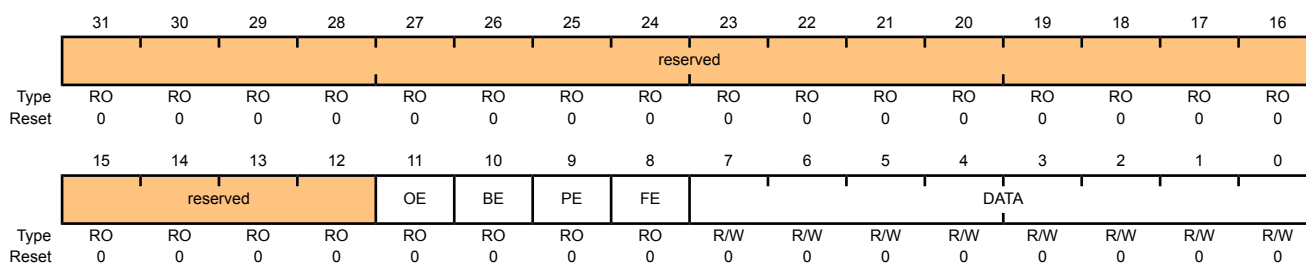 31 30 29 28 27 26 25 24 23 22 21 20 19 18 17 16
reserved
Type RO RO RO RO RO RO RO RO RO RO RO RO RO RO RO RO
Reset 0 0 0 0 0 0 0 0 0 0 0 0 0 0 0 0
15 14 13 12 11 10 9 8 7 6 5 4 3 2 1 0
reserved OE BE PE FE DATA
Type RO RO RO RO RO RO RO RO R/W R/W R/W R/W R/W R/W R/W R/W
Reset 0 0 0 0 0 0 0 0 0 0 0 0 0 0 0 0